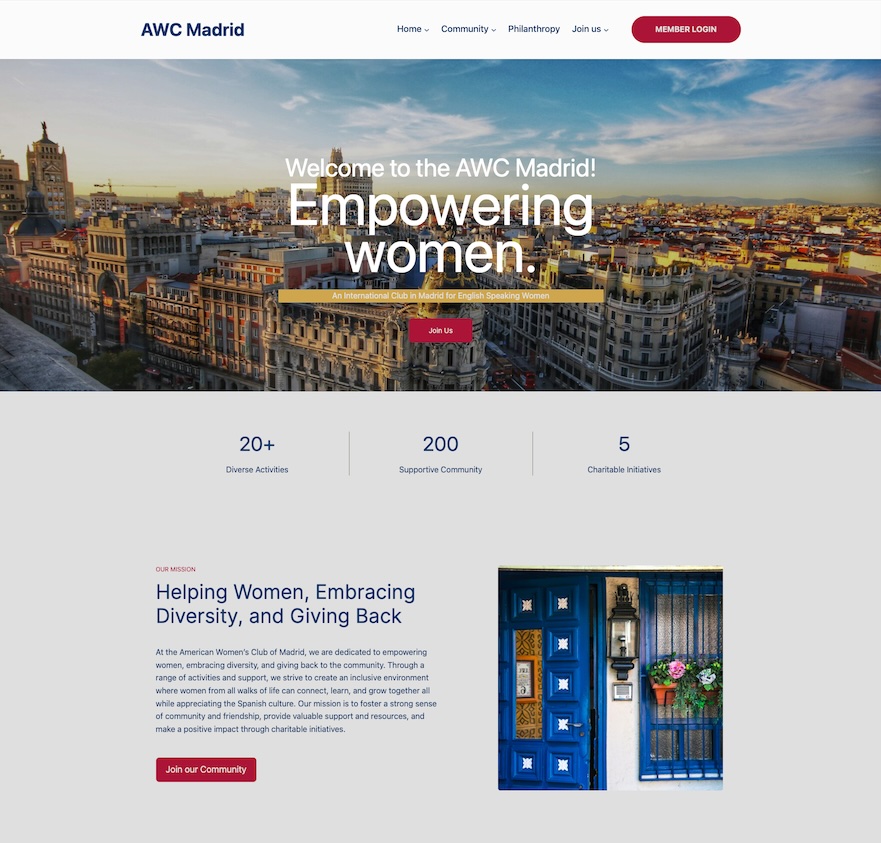 AWC Madrid
Home
Community
Philanthropy
Join us
MEMBER LOGIN
Welcome to the AWC Madrid!
Empowering
women.
An International Club in Madrid for English Speaking Women
Join Us
20+
Diverse Activities
200
Supportive Community
5
Charitable Initiatives
OUR MISSION
Helping Women, Embracing
Diversity, and Giving Back
At the American Women's Club of Madrid, we are dedicated to empowering
women, embracing diversity, and giving back to the community. Through a
range of activities and support, we strive to create an inclusive environment
where women from all walks of life can connect, learn, and grow together all
while appreciating the Spanish culture. Our mission is to foster a strong sense
of community and friendship, provide valuable support and resources, and
make a positive impact through charitable initiatives.
Join our Community